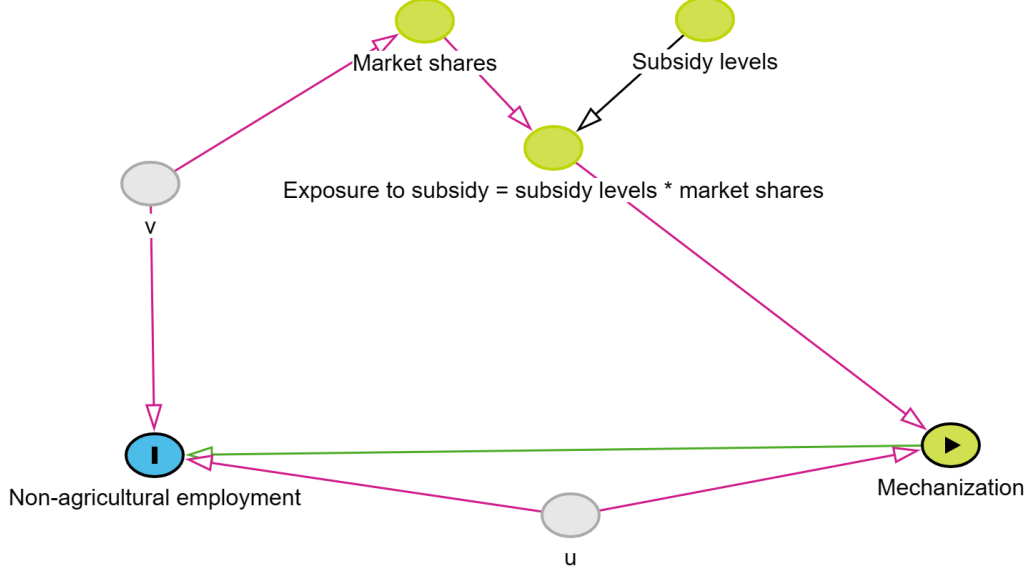 Market shares
Subsidy levels
Exposure to subsidy = subsidy levels * market shares
v
Non-agricultural employment
Mechanization
u